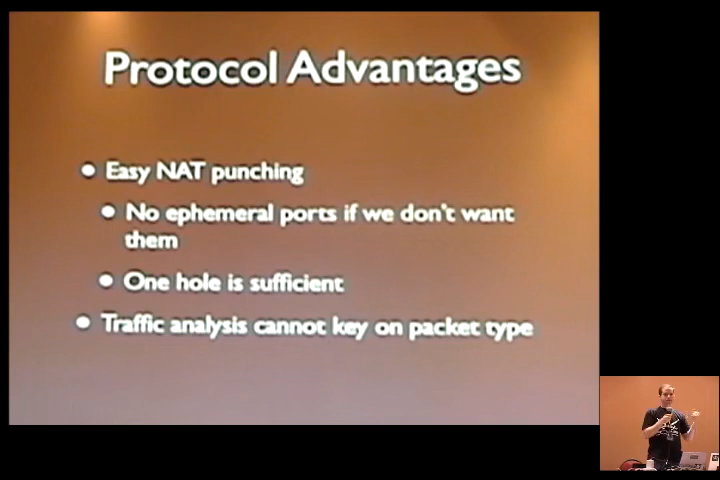 Protocol Advantages
Easy NAT punching
No ephemeral ports if we don't want
them
One hole is sufficient
Traffic analysis cannot key on packet type